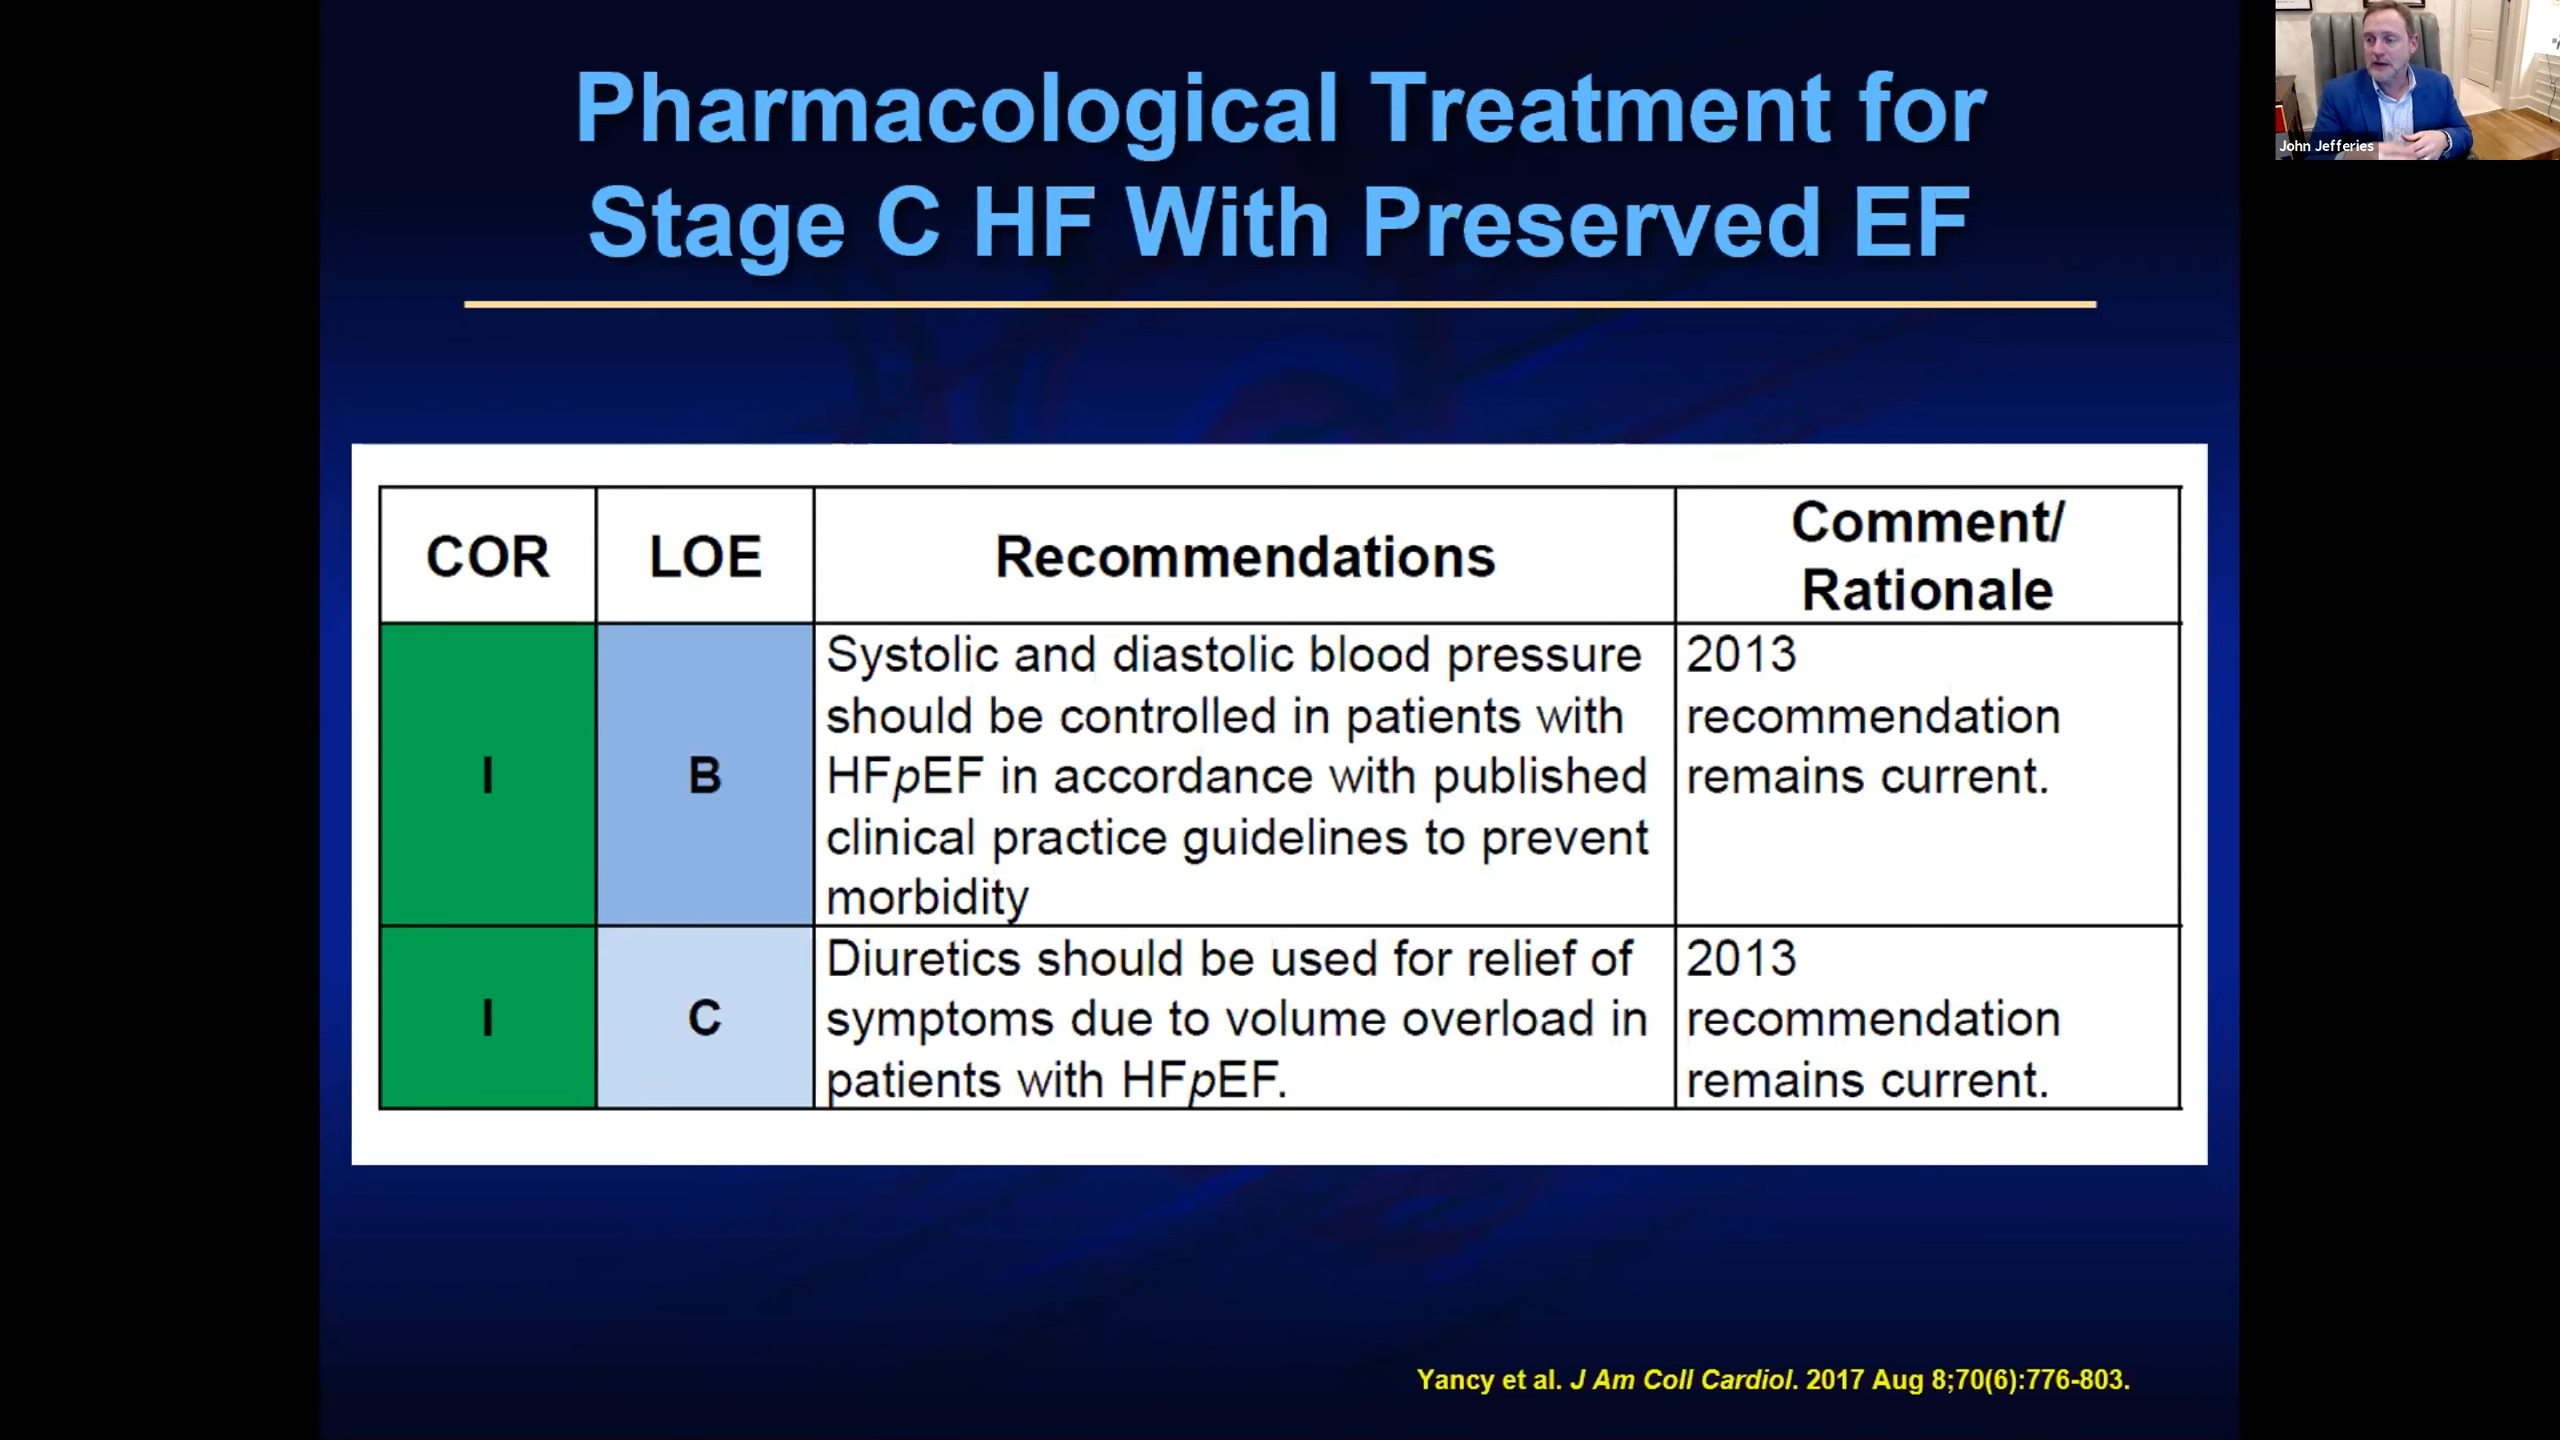 Pharmacological Treatment for
Stage C HF With Preserved EF
John Jefferies
COR
LOE
Recommendations
Comment/
Rationale
I
B
Systolic and diastolic blood pressure
should be controlled in patients with
HFpEF in accordance with published
clinical practice guidelines to prevent
morbidity
2013
recommendation
remains current.
I
C
Diuretics should be used for relief of
symptoms due to volume overload in
patients with HFpEF.
2013
recommendation
remains current.
Yancy et al. J Am Coll Cardiol. 2017 Aug 8;70(6):776-803.